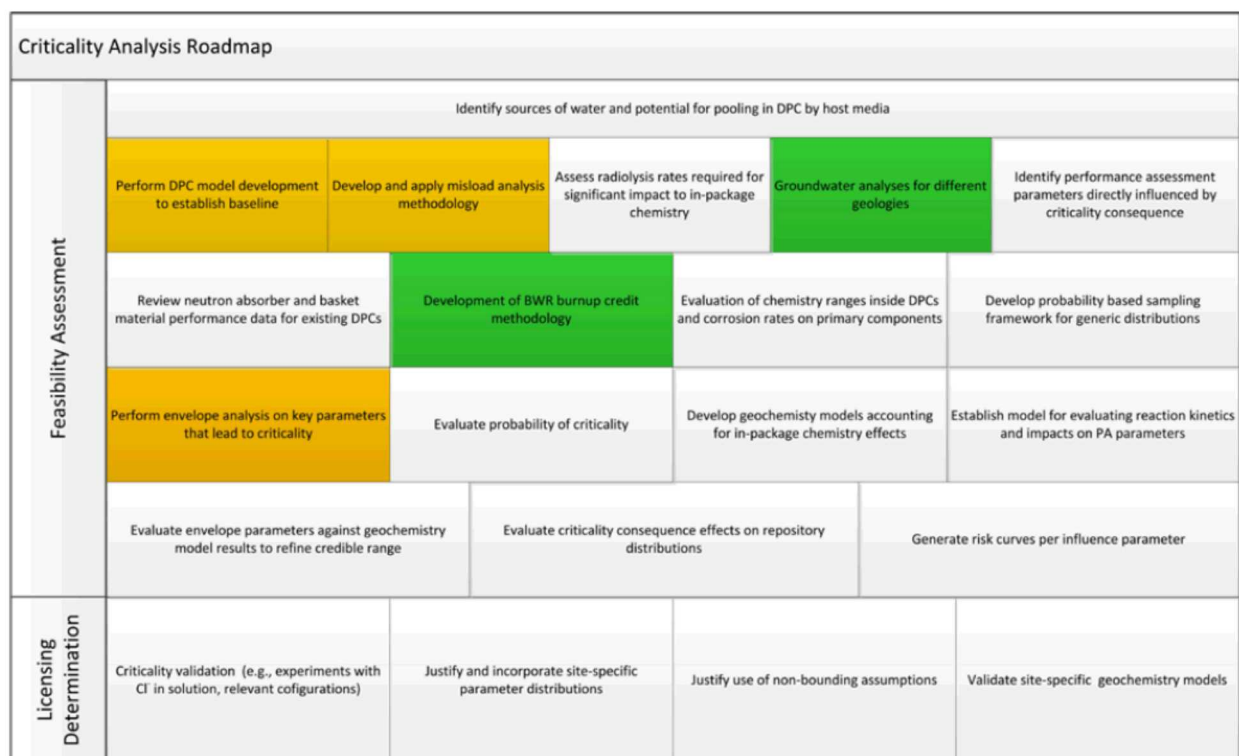 Criticality Analysis Roadmap
Feasibility Assessment
Identify sources of water and potential for pooling in DPC by host media
Perform DPC model development
to establish baseline
Develop and apply misload analysis
methodology
Assess radiolysis rates required for
significant impact to in-package
chemistry
Groundwater analyses for different
geologies
Identify performance assessment
parameters directly influenced by
criticality consequence
Review neutron absorber and basket
material performance data for existing DPCs
Development of BWR burnup credit
methodology
Evaluation of chemistry ranges inside DPCs
and corrosion rates on primary components
Develop probability based sampling
framework for generic distributions
Perform envelope analysis on key parameters
that lead to criticality
Evaluate probability of criticality
Develop geochemisty models accounting
for in-package chemistry effects
Establish model for evaluating reaction kinetics
and impacts on PA parameters
Evaluate envelope parameters against geochemistry
model results to refine credible range
Evaluate criticality consequence effects on repository
distributions
Generate risk curves per influence parameter
Licensing
Determination
Criticality validation (e.g., experiments with
Cl⁻ in solution, relevant cofigurations)
Justify and incorporate site-specific
parameter distributions
Justify use of non-bounding assumptions
Validate site-specific geochemistry models